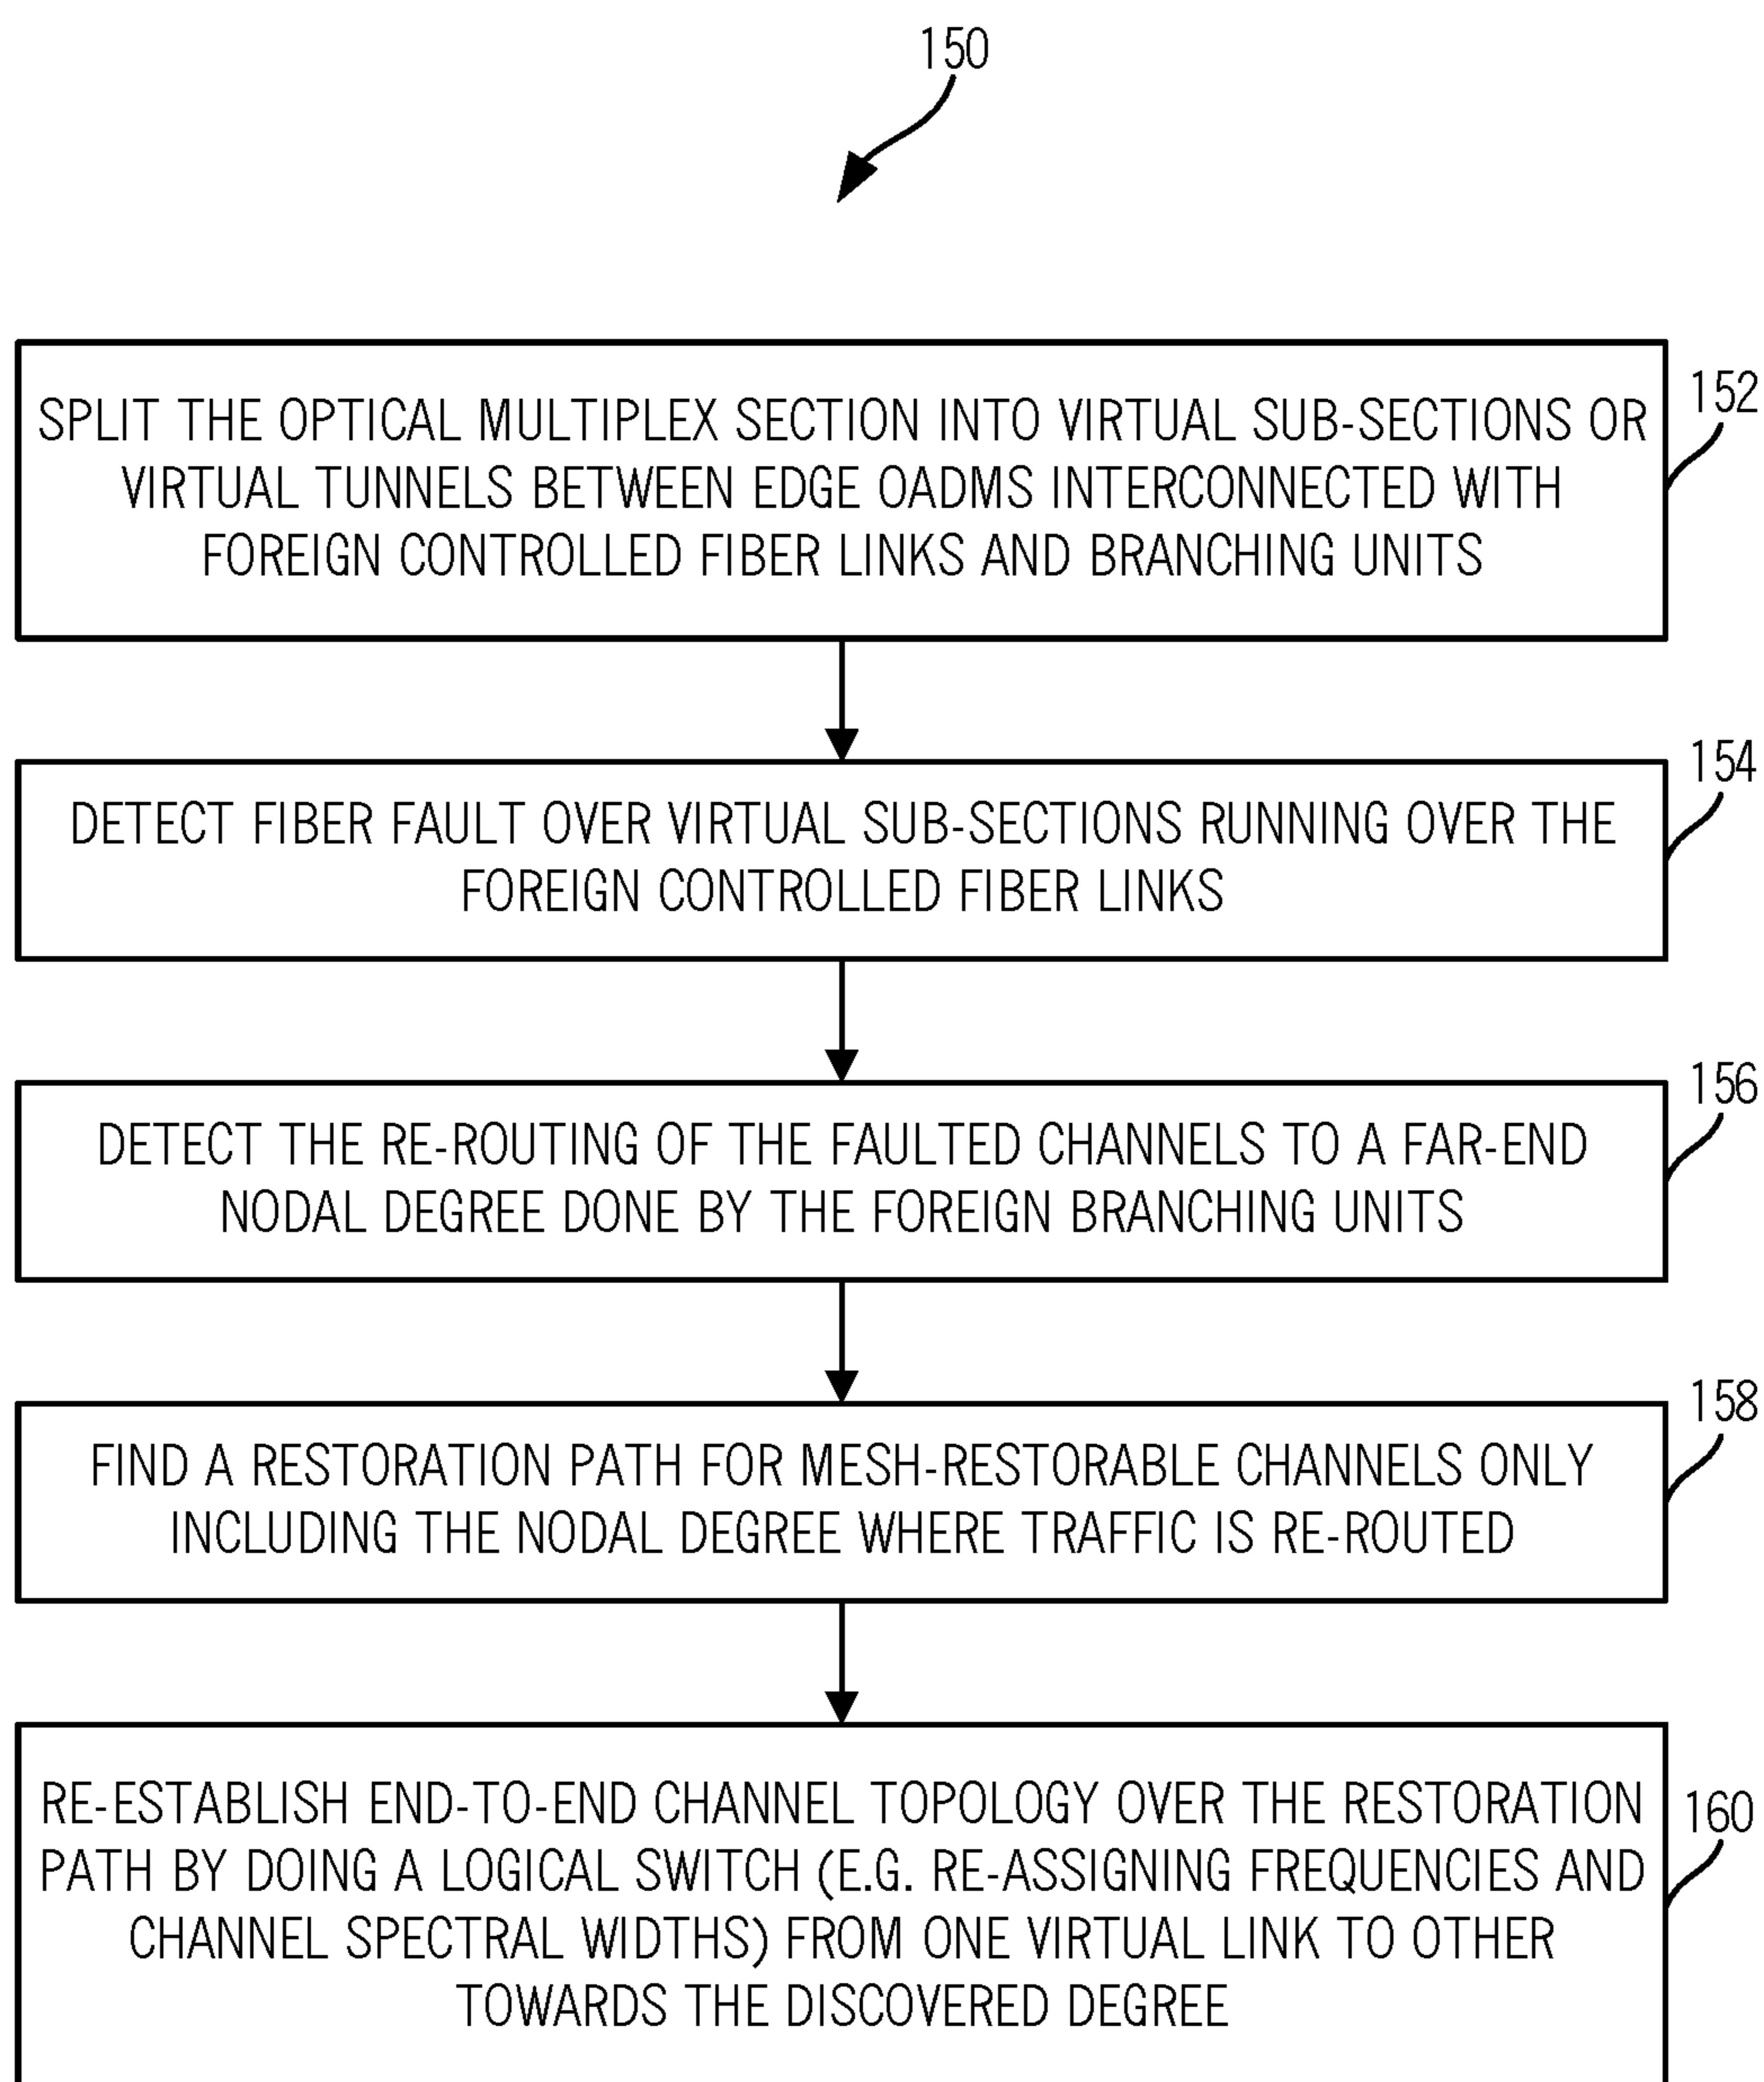 150
SPLIT THE OPTICAL MULTIPLEX SECTION INTO VIRTUAL SUB-SECTIONS OR
VIRTUAL TUNNELS BETWEEN EDGE OADMS INTERCONNECTED WITH
FOREIGN CONTROLLED FIBER LINKS AND BRANCHING UNITS
152
DETECT FIBER FAULT OVER VIRTUAL SUB-SECTIONS RUNNING OVER THE
FOREIGN CONTROLLED FIBER LINKS
154
DETECT THE RE-ROUTING OF THE FAULTED CHANNELS TO A FAR-END
NODAL DEGREE DONE BY THE FOREIGN BRANCHING UNITS
156
FIND A RESTORATION PATH FOR MESH-RESTORABLE CHANNELS ONLY
INCLUDING THE NODAL DEGREE WHERE TRAFFIC IS RE-ROUTED
158
RE-ESTABLISH END-TO-END CHANNEL TOPOLOGY OVER THE RESTORATION
PATH BY DOING A LOGICAL SWITCH (E.G. RE-ASSIGNING FREQUENCIES AND
CHANNEL SPECTRAL WIDTHS) FROM ONE VIRTUAL LINK TO OTHER
TOWARDS THE DISCOVERED DEGREE
160